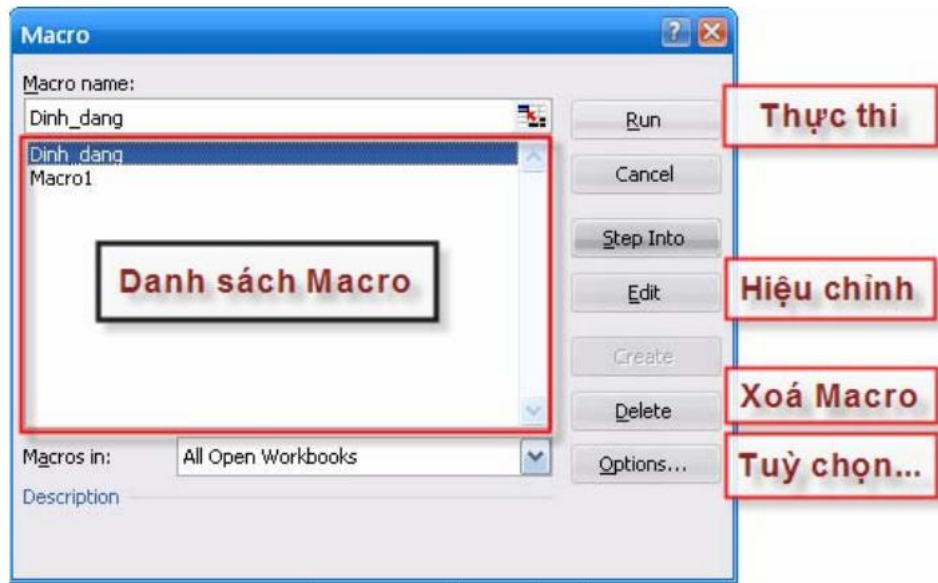 Macro
Macro name:
Dinh_dang
Run
Thực thi
Dinh_dang
Macro1
Cancel
Step Into
Danh sách Macro
Edit
Hiệu chỉnh
Create
Delete
Xoá Macro
Macros in:
All Open Workbooks
Options...
Tuỳ chọn...
Description